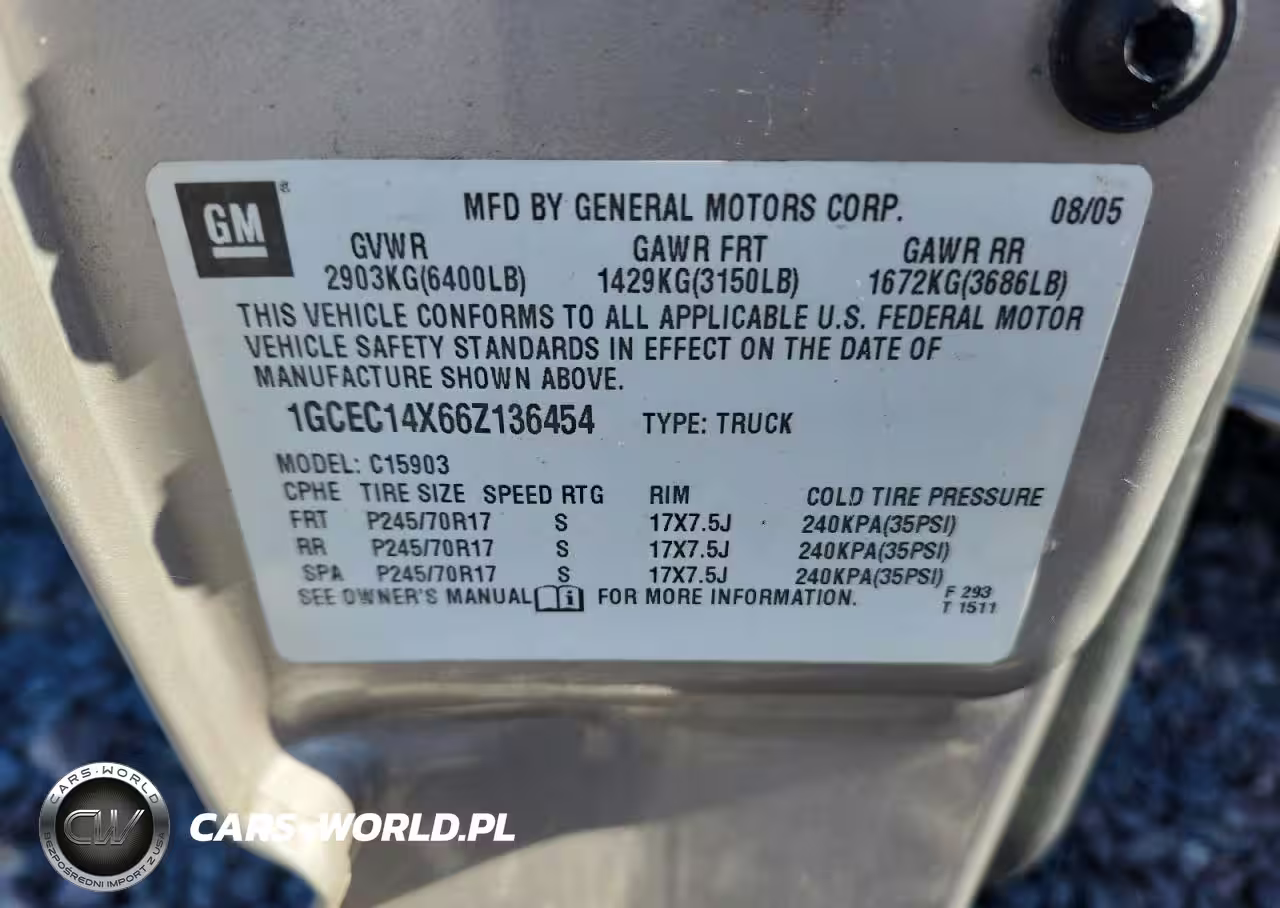 GM®
MFD BY GENERAL MOTORS CORP. 08/05
GVWR GAWR FRT GAWR RR
2903KG(6400LB) 1429KG(3150LB) 1672KG(3686LB)
THIS VEHICLE CONFORMS TO ALL APPLICABLE U.S. FEDERAL MOTOR
VEHICLE SAFETY STANDARDS IN EFFECT ON THE DATE OF
MANUFACTURE SHOWN ABOVE.
1GCEC14X66Z136454 TYPE: TRUCK
MODEL: C15903
CPHE TIRE SIZE SPEED RTG RIM COLD TIRE PRESSURE
FRT P245/70R17 S 17X7.5J 240KPA(35PSI)
RR P245/70R17 S 17X7.5J 240KPA(35PSI)
SPA P245/70R17 S 17X7.5J 240KPA(35PSI)
SEE OWNER'S MANUAL i FOR MORE INFORMATION.
F 293
T 1511
CARS-WORLD
CW
BEZPOŚREDNI IMPORT Z USA
CARS-WORLD.PL